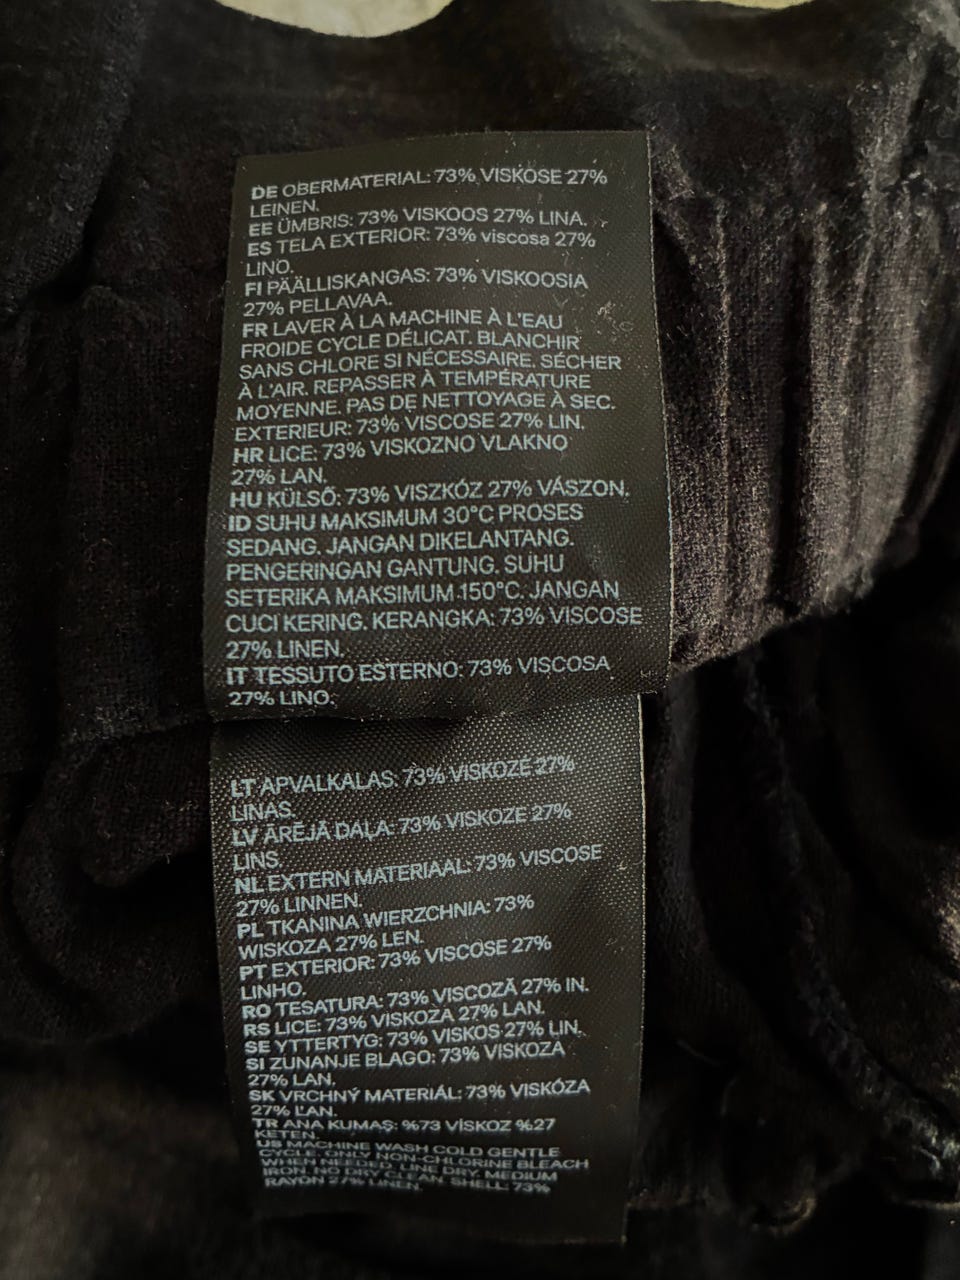 DE OBERMATERIAL: 73% VISKOSE 27%
LEINEN.
EE ÜMBRIS: 73% VISKOOS 27% LINA.
ES TELA EXTERIOR: 73% viscosa 27%
LINO.
FI PÄÄLLISKANGAS: 73% VISKOOSIA
27% PELLAVAA.
FR LAVER À LA MACHINE À L'EAU
FROIDE CYCLE DÉLICAT. BLANCHIR
SANS CHLORE SI NÉCESSAIRE. SÉCHER
À L'AIR. REPASSER À TEMPÉRATURE
MOYENNE. PAS DE NETTOYAGE À SEC.
EXTERIEUR: 73% VISCOSE 27% LIN.
HR LICE: 73% VISKOZNO VLAKNO
27% LAN.
HU KÜLSŐ: 73% VISZKÓZ 27% VÁSZON.
ID SUHU MAKSIMUM 30°C PROSES
SEDANG. JANGAN DIKELANTANG.
PENGERINGAN GANTUNG. SUHU
SETERIKA MAKSIMUM 150°C. JANGAN
CUCI KERING. KERANGKA: 73% VISCOSE
27% LINEN.
IT TESSUTO ESTERNO: 73% VISCOSA
27% LINO.
LT APVALKALAS: 73% VISKOZĖ 27%
LINAS.
LV ĀRĒJĀ DAĻA: 73% VISKOZE 27%
LINS.
NL EXTERN MATERIAAL: 73% VISCOSE
27% LINNEN.
PL TKANINA WIERZCHNIA: 73%
WISKOZA 27% LEN.
PT EXTERIOR: 73% VISCOSE 27%
LINHO.
RO TESATURA: 73% VISCOZĂ 27% IN.
RS LICE: 73% VISKOZA 27% LAN.
SE YTTERTYG: 73% VISKOS 27% LIN.
SI ZUNANJE BLAGO: 73% VISKOZA
27% LAN.
SK VRCHNÝ MATERIÁL: 73% VISKÓZA
27% ĽAN.
TR ANA KUMAŞ: %73 VİSKOZ %27
KETEN.
US MACHINE WASH COLD GENTLE
CYCLE. ONLY NON-CHLORINE BLEACH
WHEN NEEDED. LINE DRY. MEDIUM
IRON. NO DRY CLEAN. SHELL: 73%
RAYON 27% LINEN.